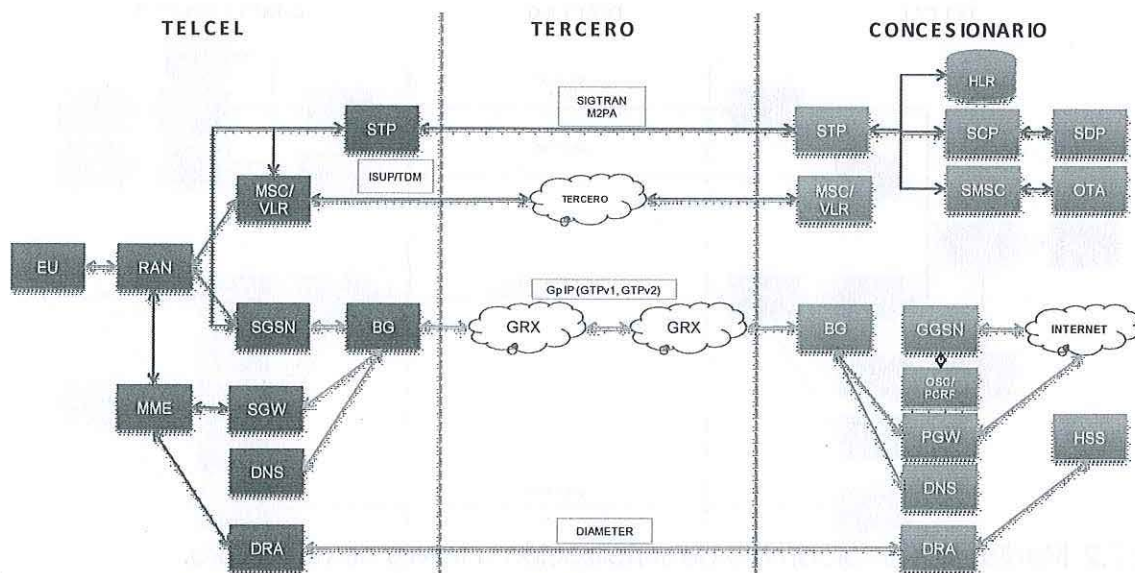 TELCEL
TERCERO
CONCESIONARIO
HLR
SIGTRAN
M2PA
STP
STP
SCP
SDP
ISUP/TDM
MSC/
VLR
TERCERO
MSC/
VLR
SMSC
OTA
EU
RAN
GpIP (GTPv1, GTPv2)
SGSN
BG
GRX
GRX
BG
GGSN
INTERNET
OSC/
PCRF
MME
SGW
PGW
HSS
DNS
DNS
DIAMETER
DRA
DRA